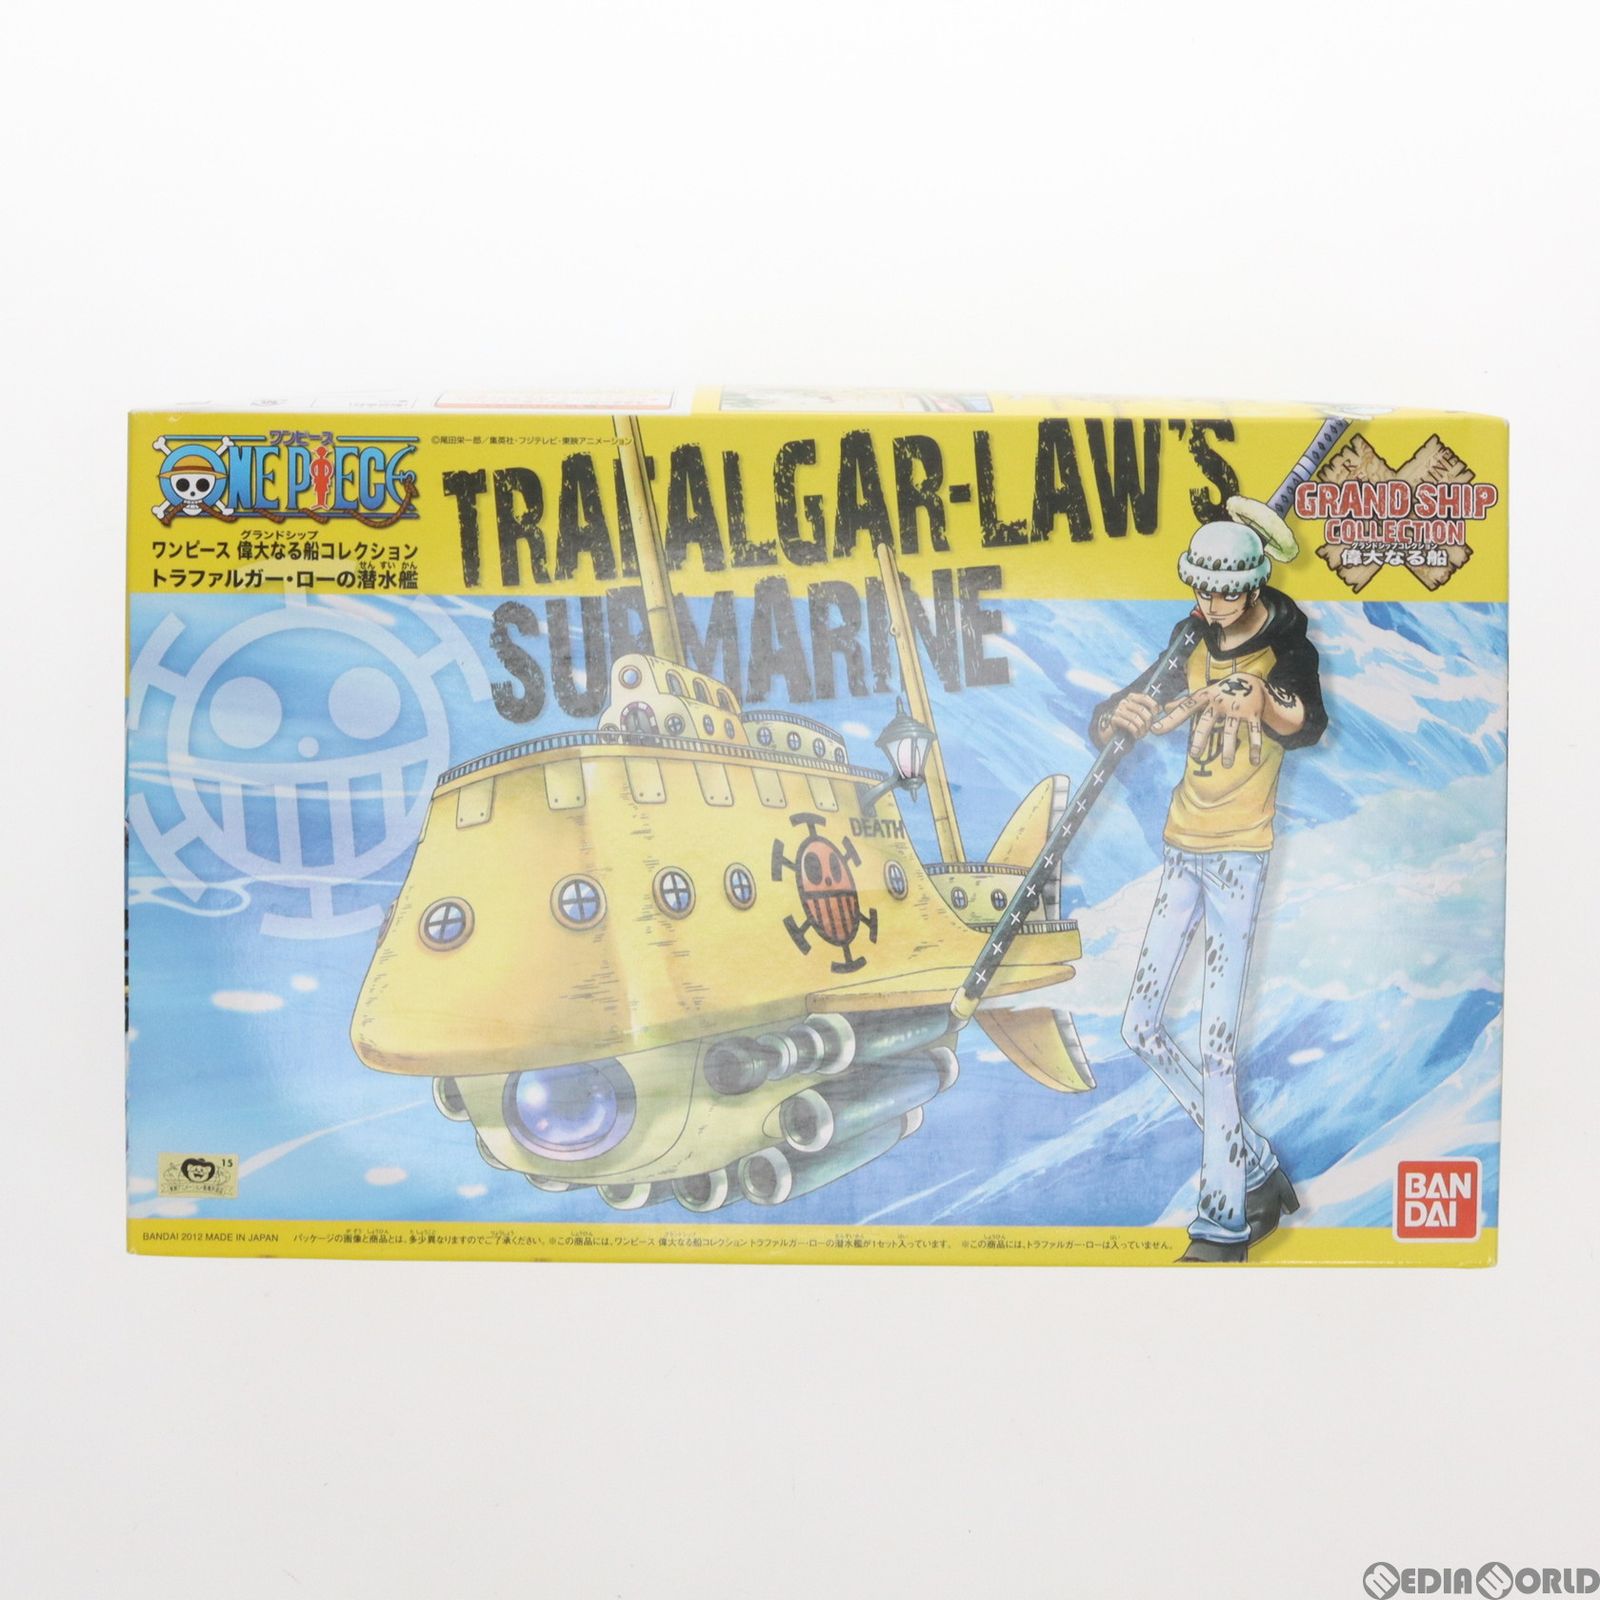 ワンピース
ONE PIECE
©尾田栄一郎／集英社・フジテレビ・東映アニメーション
グランドシップ
ワンピース 偉大なる船コレクション
せんすいかん
トラファルガー・ローの潜水艦
TRAFALGAR-LAW'S
SUBMARINE
GRAND SHIP
COLLECTION
グランドシップコレクション
偉大なる船
DEATH
15
BAN
DAI
BANDAI 2012 MADE IN JAPAN パッケージの画像と商品とは、多少異なりますのでご了承ください。※この商品には、ワンピース 偉大なる船コレクション トラファルガー・ローの潜水艦が1セット入っています。 ※この商品には、トラファルガー・ローは入っていません。
MEDIAWORLD